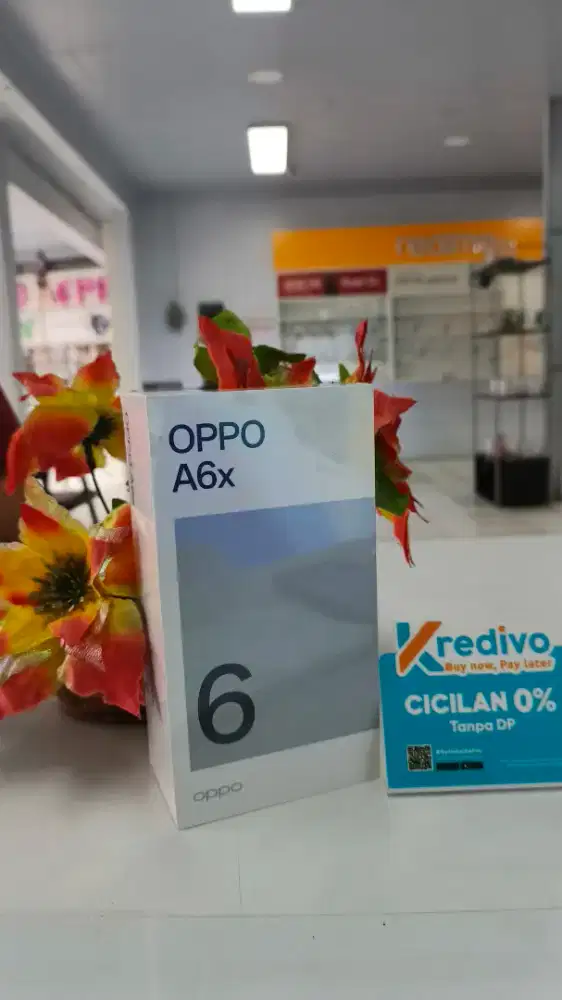 OPPO
A6x
6
oppo
Kredivo
Buy now, Pay later
CICILAN 0%
Tanpa DP